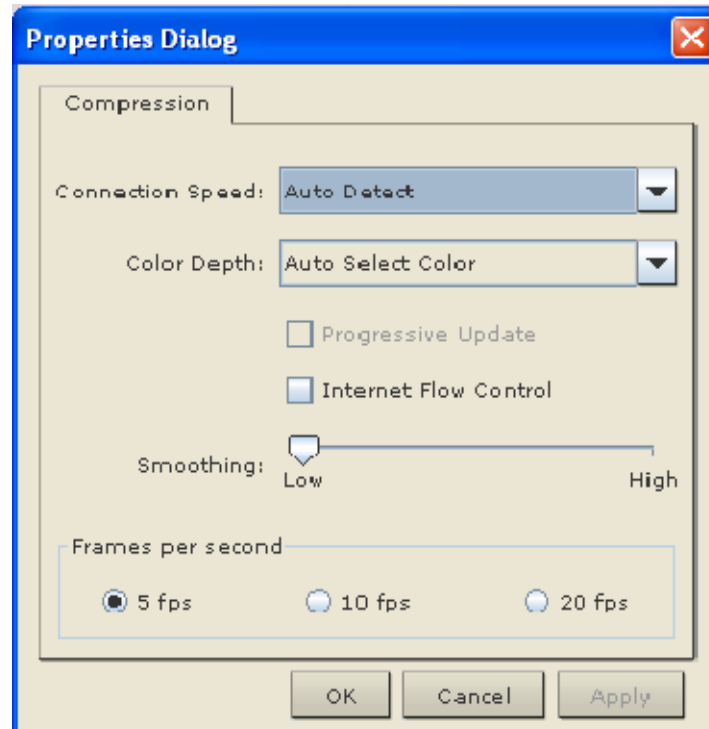 Properties Dialog
Compression
Connection Speed: Auto Detect
Color Depth: Auto Select Color
Progressive Update
Internet Flow Control
Smoothing:
Low High
Frames per second
5 fps 10 fps 20 fps
OK Cancel Apply